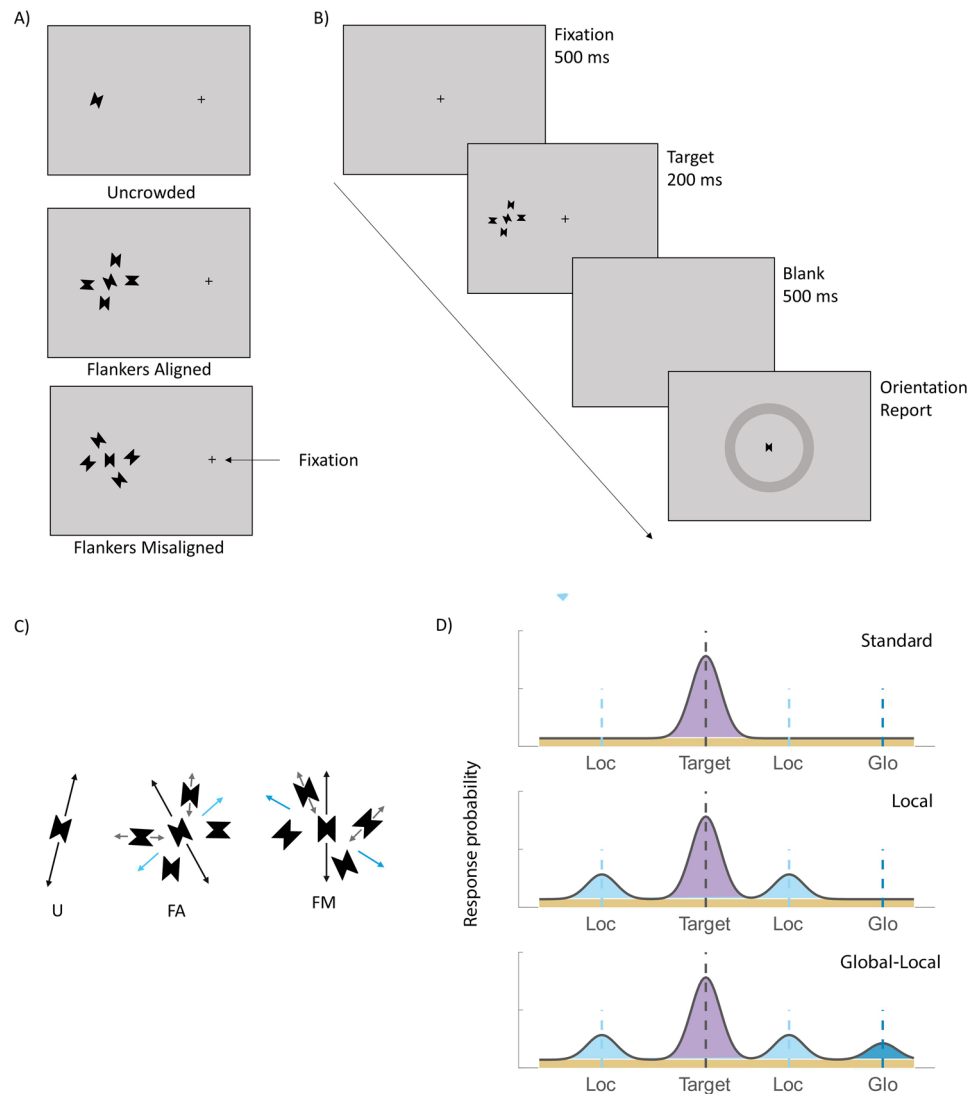 A)
Uncrowded
Flankers Aligned
Fixation
Flankers Misaligned
B)
Fixation
500 ms
Target
200 ms
Blank
500 ms
Orientation
Report
C)
U
FA
FM
D)
Response probability
Standard
Loc Target Loc Glo
Local
Loc Target Loc Glo
Global-Local
Loc Target Loc Glo